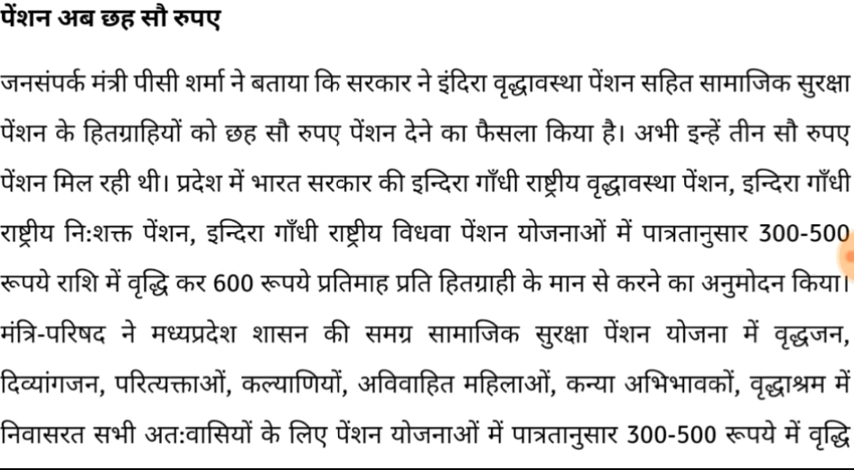 पेंशन अब छह सौ रुपए
जनसंपर्क मंत्री पीसी शर्मा ने बताया कि सरकार ने इंदिरा वृद्धावस्था पेंशन सहित सामाजिक सुरक्षा
पेंशन के हितग्राहियों को छह सौ रुपए पेंशन देने का फैसला किया है। अभी इन्हें तीन सौ रुपए
पेंशन मिल रही थी। प्रदेश में भारत सरकार की इन्दिरा गाँधी राष्ट्रीय वृद्धावस्था पेंशन, इन्दिरा गाँधी
राष्ट्रीय नि:शक्त पेंशन, इन्दिरा गाँधी राष्ट्रीय विधवा पेंशन योजनाओं में पात्रतानुसार 300-500
रूपये राशि में वृद्धि कर 600 रूपये प्रतिमाह प्रति हितग्राही के मान से करने का अनुमोदन किया।
मंत्रि-परिषद ने मध्यप्रदेश शासन की समग्र सामाजिक सुरक्षा पेंशन योजना में वृद्धजन,
दिव्यांगजन, परित्यक्ताओं, कल्याणियों, अविवाहित महिलाओं, कन्या अभिभावकों, वृद्धाश्रम में
निवासरत सभी अत:वासियों के लिए पेंशन योजनाओं में पात्रतानुसार 300-500 रूपये में वृद्धि